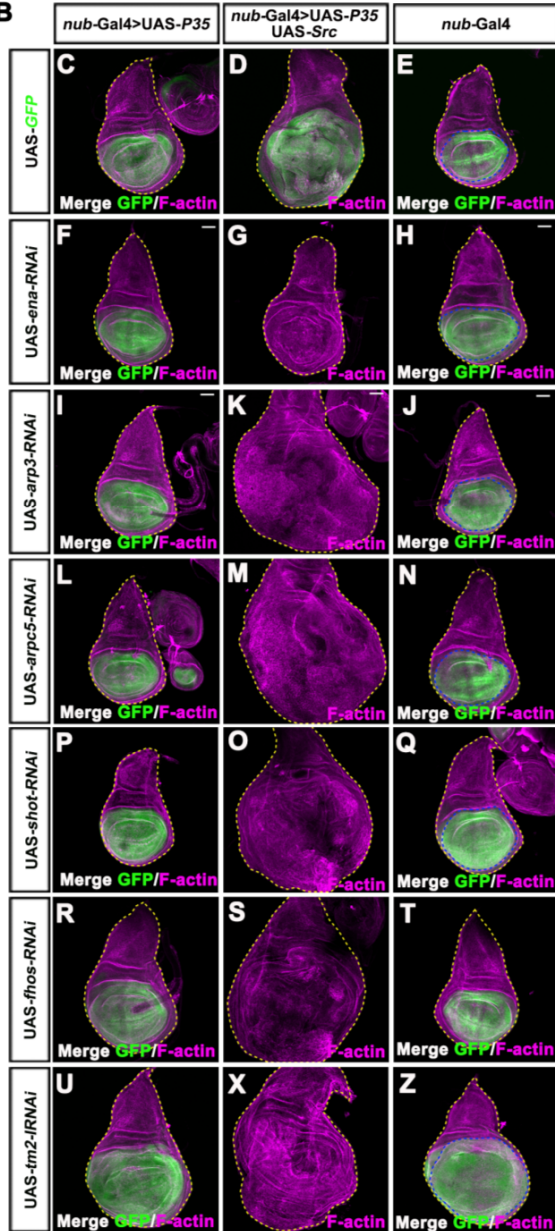 B
nub-Gal4>UAS-P35
nub-Gal4>UAS-P35
UAS-Src
nub-Gal4
UAS-GFP
C
Merge GFP/F-actin
D
F-actin
E
Merge GFP/F-actin
UAS-ena-RNAi
F
Merge GFP/F-actin
G
F-actin
H
Merge GFP/F-actin
UAS-arp3-RNAi
I
Merge GFP/F-actin
K
F-actin
J
Merge GFP/F-actin
UAS-arpc5-RNAi
L
Merge GFP/F-actin
M
F-actin
N
Merge GFP/F-actin
UAS-shot-RNAi
P
Merge GFP/F-actin
O
F-actin
Q
Merge GFP/F-actin
UAS-fhos-RNAi
R
Merge GFP/F-actin
S
F-actin
T
Merge GFP/F-actin
UAS-tm2-IRNAi
U
Merge GFP/F-actin
X
F-actin
Z
Merge GFP/F-actin